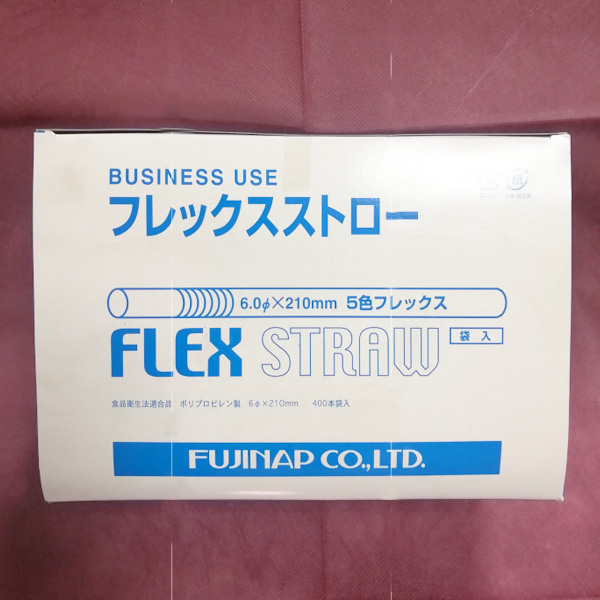 BUSINESS USE
フレックスストロー
6.0φ×210mm 5色フレックス
FLEX STRAW
袋入
食品衛生法適合品 ポリプロピレン製 6φ×210mm 400本袋入
FUJINAP CO.,LTD.